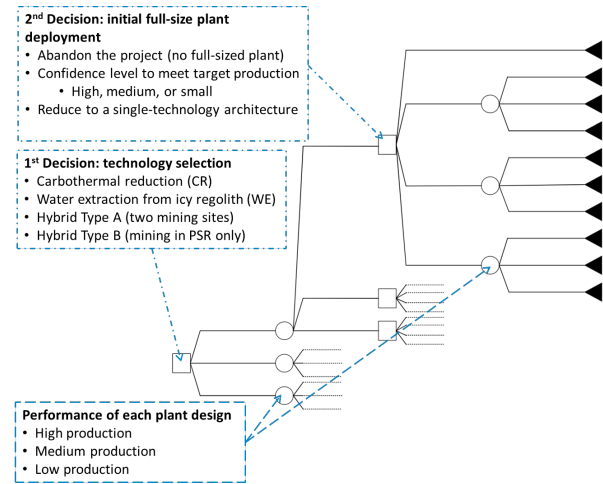 2nd Decision: initial full-size plant
deployment
• Abandon the project (no full-sized plant)
• Confidence level to meet target production
• High, medium, or small
• Reduce to a single-technology architecture
1st Decision: technology selection
• Carbothermal reduction (CR)
• Water extraction from icy regolith (WE)
• Hybrid Type A (two mining sites)
• Hybrid Type B (mining in PSR only)
Performance of each plant design
• High production
• Medium production
• Low production